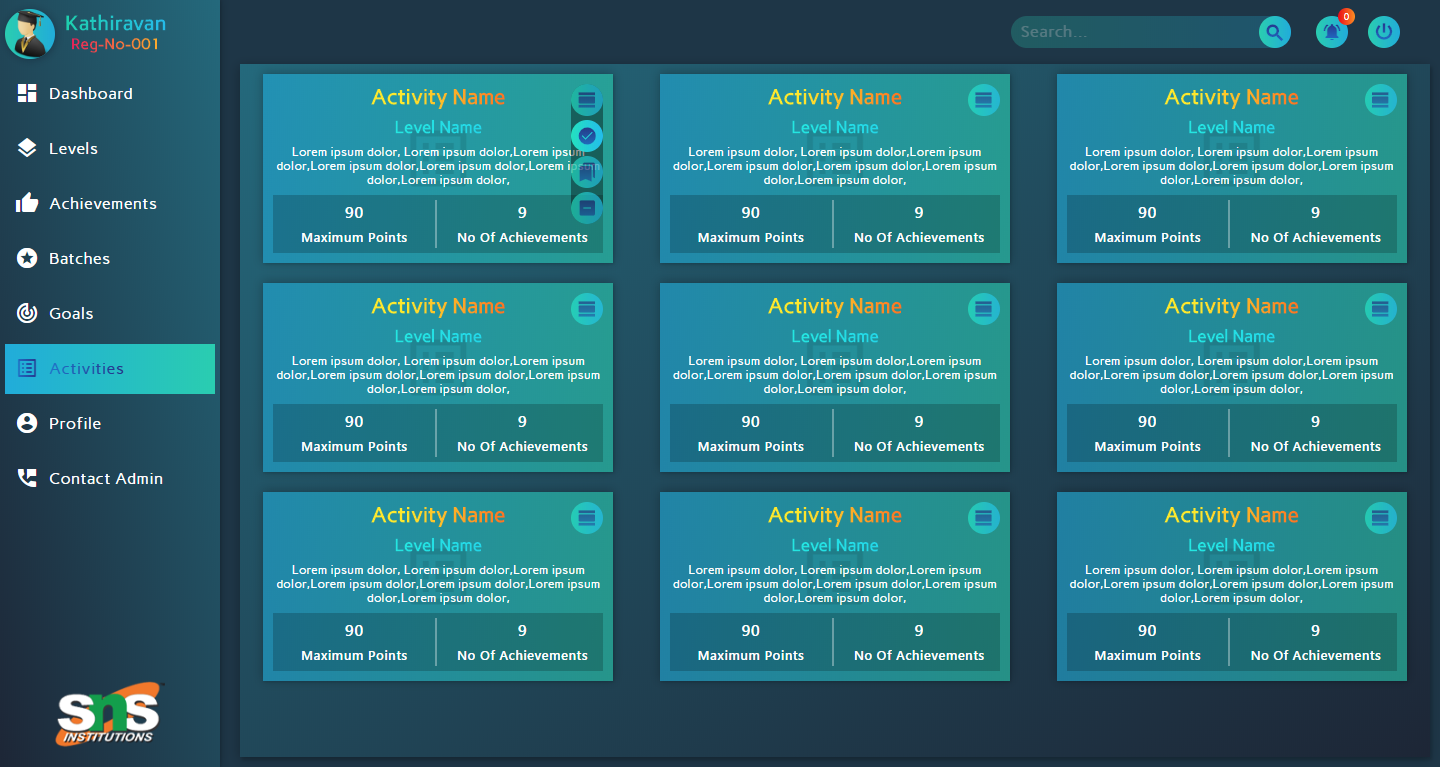 Kathiravan
Reg-No-001
Search...
0
Dashboard
Levels
Achievements
Batches
Goals
Activities
Profile
Contact Admin
sns
INSTITUTIONS
Activity Name
Level Name
Lorem ipsum dolor, Lorem ipsum dolor,Lorem ipsum
dolor,Lorem ipsum dolor,Lorem ipsum dolor,Lorem ipsum
dolor,Lorem ipsum dolor,
90
Maximum Points
9
No Of Achievements
Activity Name
Level Name
Lorem ipsum dolor, Lorem ipsum dolor,Lorem ipsum
dolor,Lorem ipsum dolor,Lorem ipsum dolor,Lorem ipsum
dolor,Lorem ipsum dolor,
90
Maximum Points
9
No Of Achievements
Activity Name
Level Name
Lorem ipsum dolor, Lorem ipsum dolor,Lorem ipsum
dolor,Lorem ipsum dolor,Lorem ipsum dolor,Lorem ipsum
dolor,Lorem ipsum dolor,
90
Maximum Points
9
No Of Achievements
Activity Name
Level Name
Lorem ipsum dolor, Lorem ipsum dolor,Lorem ipsum
dolor,Lorem ipsum dolor,Lorem ipsum dolor,Lorem ipsum
dolor,Lorem ipsum dolor,
90
Maximum Points
9
No Of Achievements
Activity Name
Level Name
Lorem ipsum dolor, Lorem ipsum dolor,Lorem ipsum
dolor,Lorem ipsum dolor,Lorem ipsum dolor,Lorem ipsum
dolor,Lorem ipsum dolor,
90
Maximum Points
9
No Of Achievements
Activity Name
Level Name
Lorem ipsum dolor, Lorem ipsum dolor,Lorem ipsum
dolor,Lorem ipsum dolor,Lorem ipsum dolor,Lorem ipsum
dolor,Lorem ipsum dolor,
90
Maximum Points
9
No Of Achievements
Activity Name
Level Name
Lorem ipsum dolor, Lorem ipsum dolor,Lorem ipsum
dolor,Lorem ipsum dolor,Lorem ipsum dolor,Lorem ipsum
dolor,Lorem ipsum dolor,
90
Maximum Points
9
No Of Achievements
Activity Name
Level Name
Lorem ipsum dolor, Lorem ipsum dolor,Lorem ipsum
dolor,Lorem ipsum dolor,Lorem ipsum dolor,Lorem ipsum
dolor,Lorem ipsum dolor,
90
Maximum Points
9
No Of Achievements
Activity Name
Level Name
Lorem ipsum dolor, Lorem ipsum dolor,Lorem ipsum
dolor,Lorem ipsum dolor,Lorem ipsum dolor,Lorem ipsum
dolor,Lorem ipsum dolor,
90
Maximum Points
9
No Of Achievements